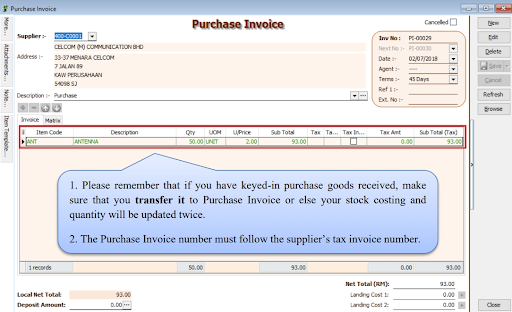 Purchase Invoice
Purchase Invoice
Cancelled
Supplier : 400-C0001
CELCOM (M) COMMUNICATION BHD
Address :
33-37 MENARA CELCOM
7 JALAN 89
KAW PERUSAHAAN
54098 SJ
Description : Purchase
Inv No : PI-00029
Next No : PI-00030
Date : 02/07/2018
Agent : ----
Terms : 45 Days
Ref 1 :
Ext. No :
New
Edit
Delete
Save
Cancel
Refresh
Browse
More...
Attachments...
Note...
Item Template...
Invoice Matrix
Item Code Description Qty UOM U/Price Sub Total Tax Ta... Tax In... Tax Amt Sub Total (Tax)
ANT ANTENNA 50.00 UNIT 2.00 93.00 0.00 93.00
1. Please remember that if you have keyed-in purchase goods received, make
sure that you transfer it to Purchase Invoice or else your stock costing and
quantity will be updated twice.
2. The Purchase Invoice number must follow the supplier's tax invoice number.
1 records 50.00 93.00 0.00 93.00
Net Total (RM): 93.00
Local Net Total: 93.00
Landing Cost 1: 0.00
Deposit Amount: 0.00
Landing Cost 2: 0.00
Close